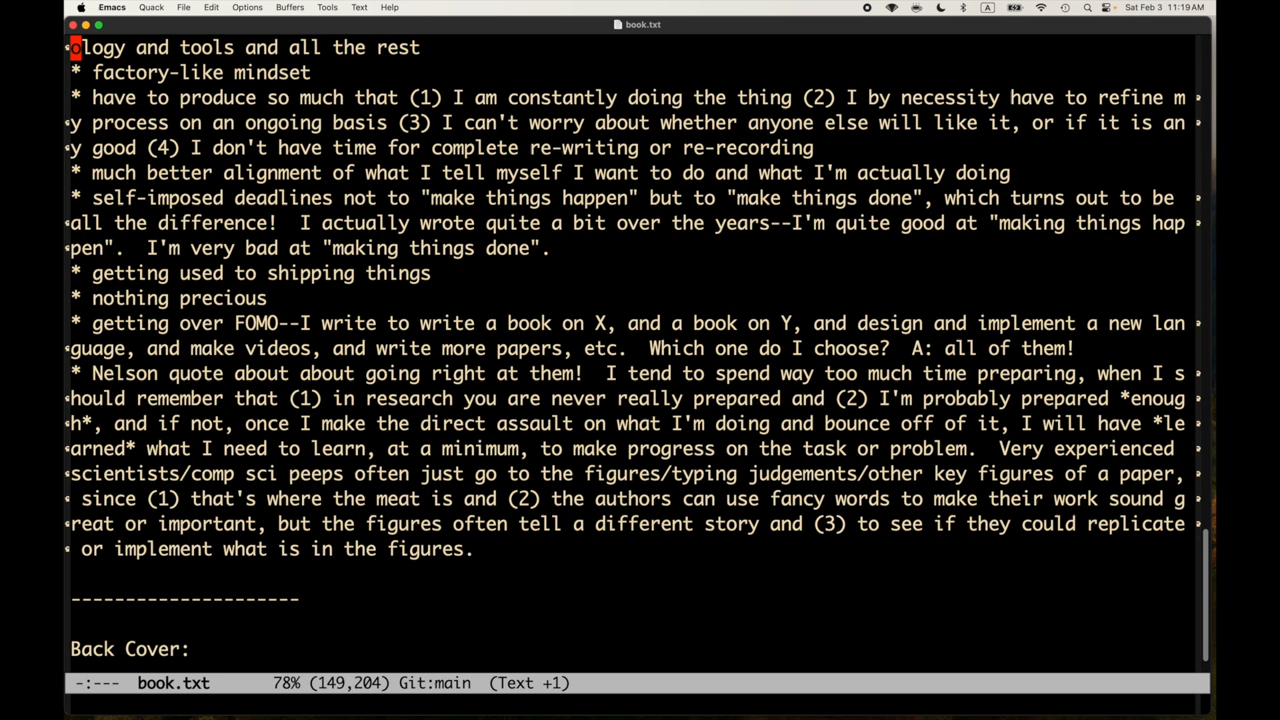 Emacs Quack File Edit Options Buffers Tools Text Help A Sat Feb 3 11:19 AM
book.txt
ology and tools and all the rest
* factory-like mindset
* have to produce so much that (1) I am constantly doing the thing (2) I by necessity have to refine m
y process on an ongoing basis (3) I can't worry about whether anyone else will like it, or if it is an
y good (4) I don't have time for complete re-writing or re-recording
* much better alignment of what I tell myself I want to do and what I'm actually doing
* self-imposed deadlines not to "make things happen" but to "make things done", which turns out to be
all the difference!  I actually wrote quite a bit over the years--I'm quite good at "making things hap
pen".  I'm very bad at "making things done".
* getting used to shipping things
* nothing precious
* getting over FOMO--I write to write a book on X, and a book on Y, and design and implement a new lan
guage, and make videos, and write more papers, etc.  Which one do I choose?  A: all of them!
* Nelson quote about about going right at them!  I tend to spend way too much time preparing, when I s
hould remember that (1) in research you are never really prepared and (2) I'm probably prepared *enoug
h*, and if not, once I make the direct assault on what I'm doing and bounce off of it, I will have *le
arned* what I need to learn, at a minimum, to make progress on the task or problem.  Very experienced
scientists/comp sci peeps often just go to the figures/typing judgements/other key figures of a paper,
since (1) that's where the meat is and (2) the authors can use fancy words to make their work sound g
reat or important, but the figures often tell a different story and (3) to see if they could replicate
or implement what is in the figures.
---------------------
Back Cover:
-:--- book.txt 78% (149,204) Git:main (Text +1)